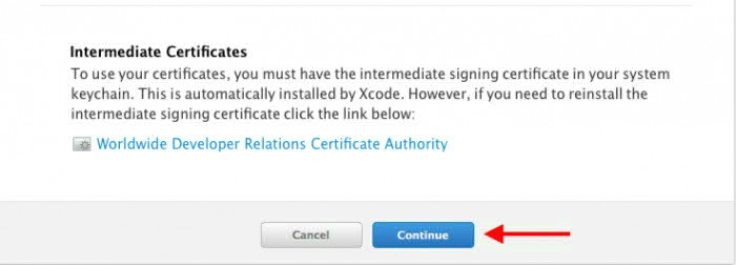 Intermediate Certificates
To use your certificates, you must have the intermediate signing certificate in your system
keychain. This is automatically installed by Xcode. However, if you need to reinstall the
intermediate signing certificate click the link below:
Worldwide Developer Relations Certificate Authority
Cancel
Continue